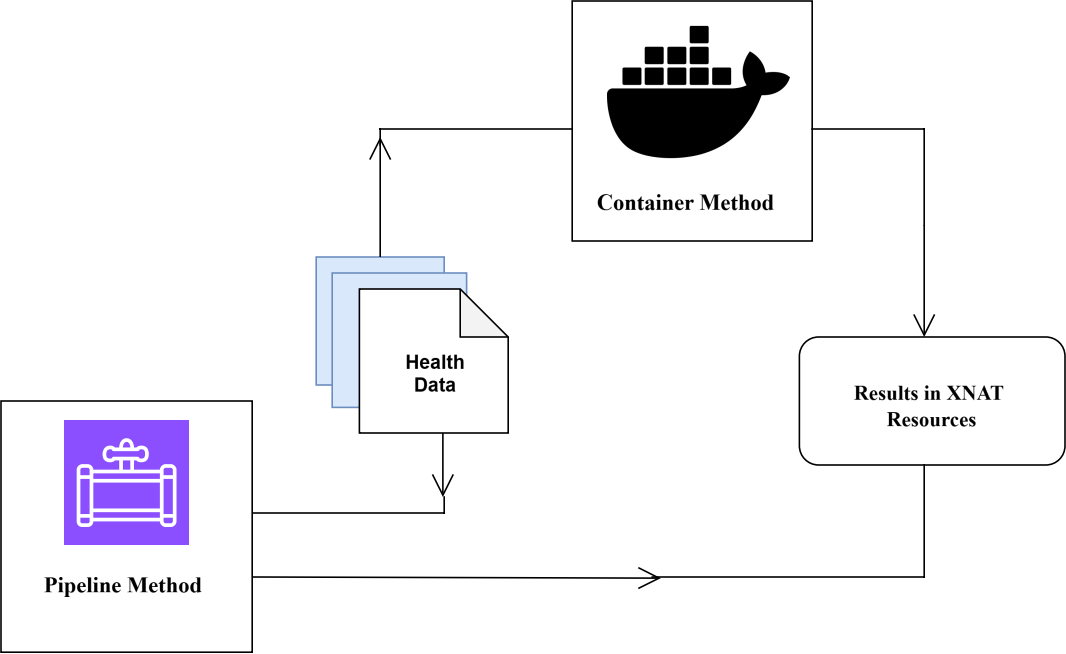 Container Method
Health
Data
Results in XNAT
Resources
Pipeline Method